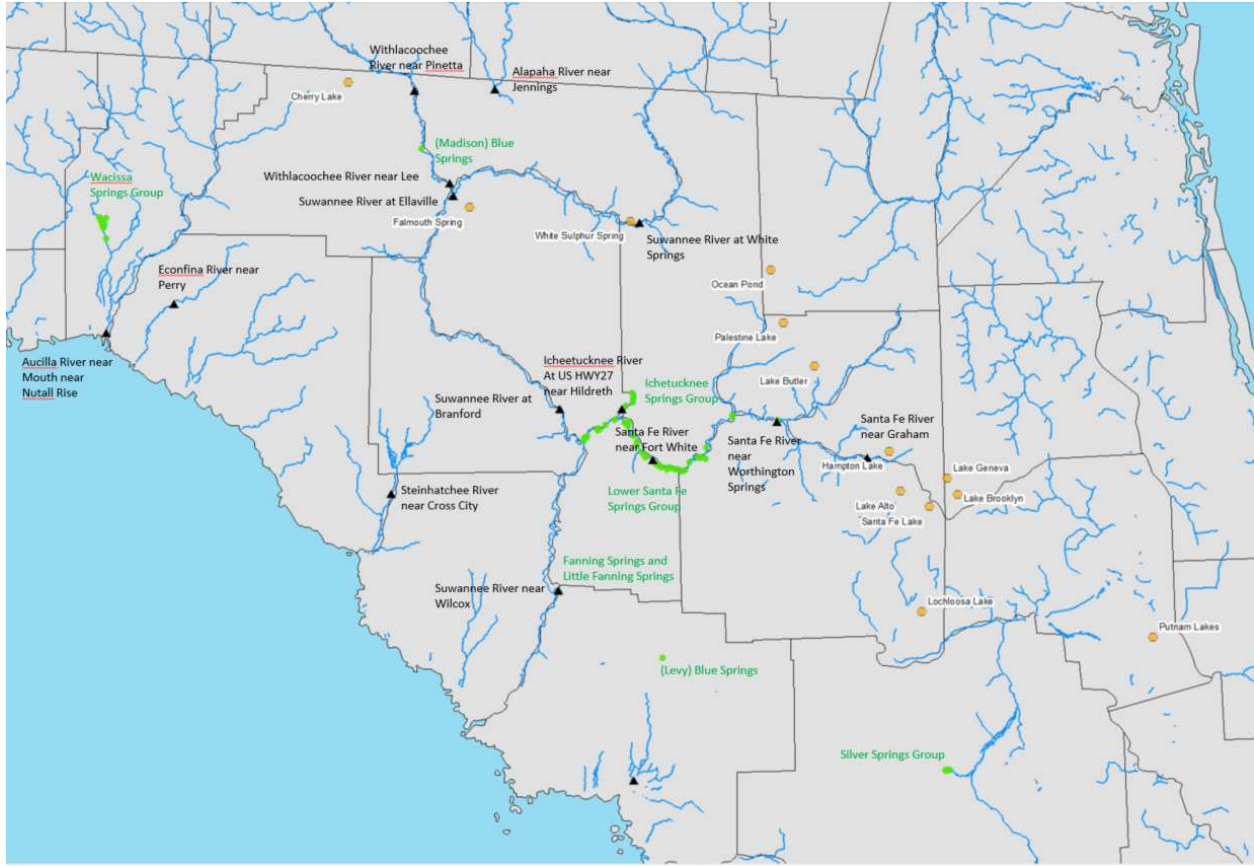 Withlacoochee
River near Pinetta
Alapaha River near
Jennings
Cherry Lake
(Madison) Blue
Springs
Wacissa
Springs Group
Withlacoochee River near Lee
Suwannee River at Ellaville
Falmouth Spring
White Sulphur Spring
Suwannee River at White
Springs
Econfina River near
Perry
Ocean Pond
Palestine Lake
Aucilla River near
Mouth near
Nutall Rise
Icheetucknee River
At US HWY27
near Hildreth
Ichetucknee
Springs Group
Lake Butler
Suwannee River at
Branford
Santa Fe River
near Fort White
Santa Fe River
near
Worthington
Springs
Santa Fe River
near Graham
Hampton Lake
Lake Geneva
Lake Brooklyn
Lake Alto
Santa Fe Lake
Steinhatchee River
near Cross City
Lower Santa Fe
Springs Group
Fanning Springs and
Little Fanning Springs
Suwannee River near
Wilcox
Lochloosa Lake
Putnam Lakes
(Levy) Blue Springs
Silver Springs Group